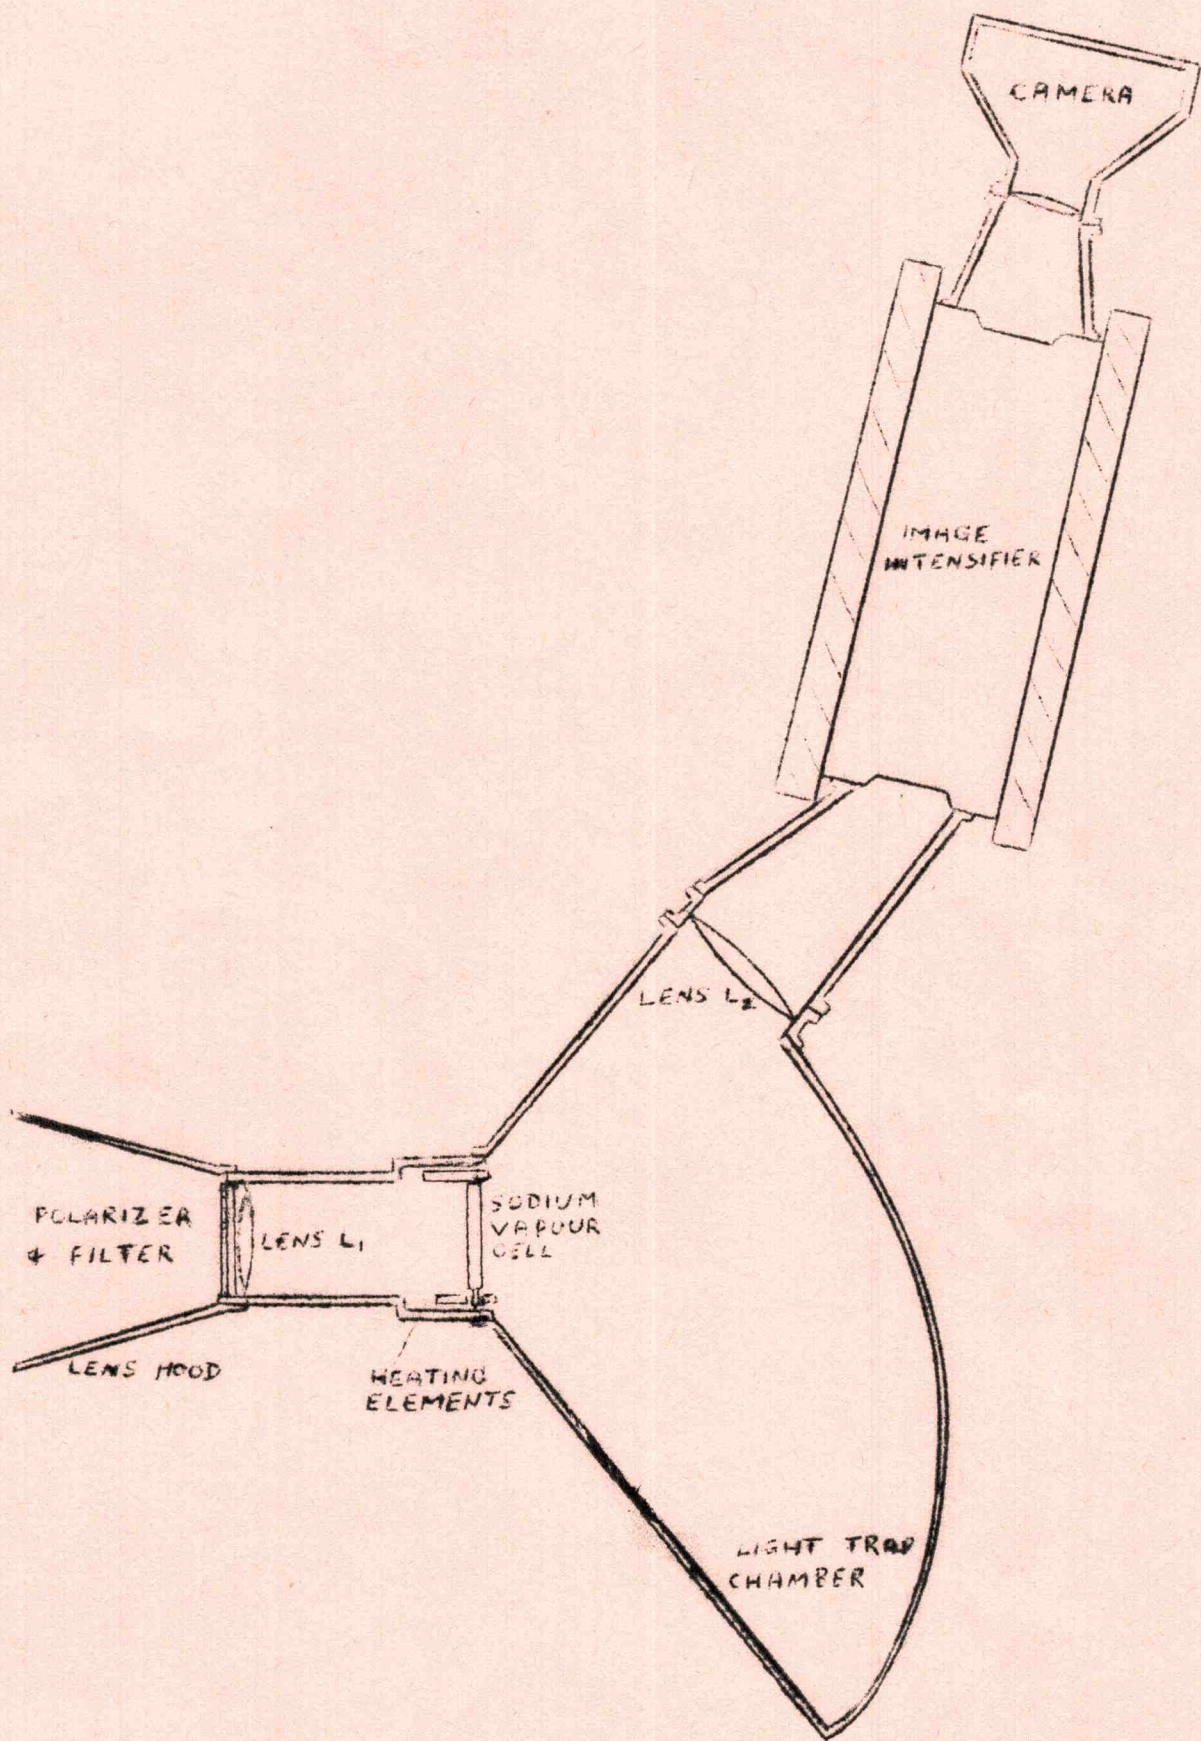 CAMERA
IMAGE
INTENSIFIER
LENS L2
POLARIZER
& FILTER
LENS L1
SODIUM
VAPOUR
CELL
LENS HOOD
HEATING
ELEMENTS
LIGHT TRAP
CHAMBER